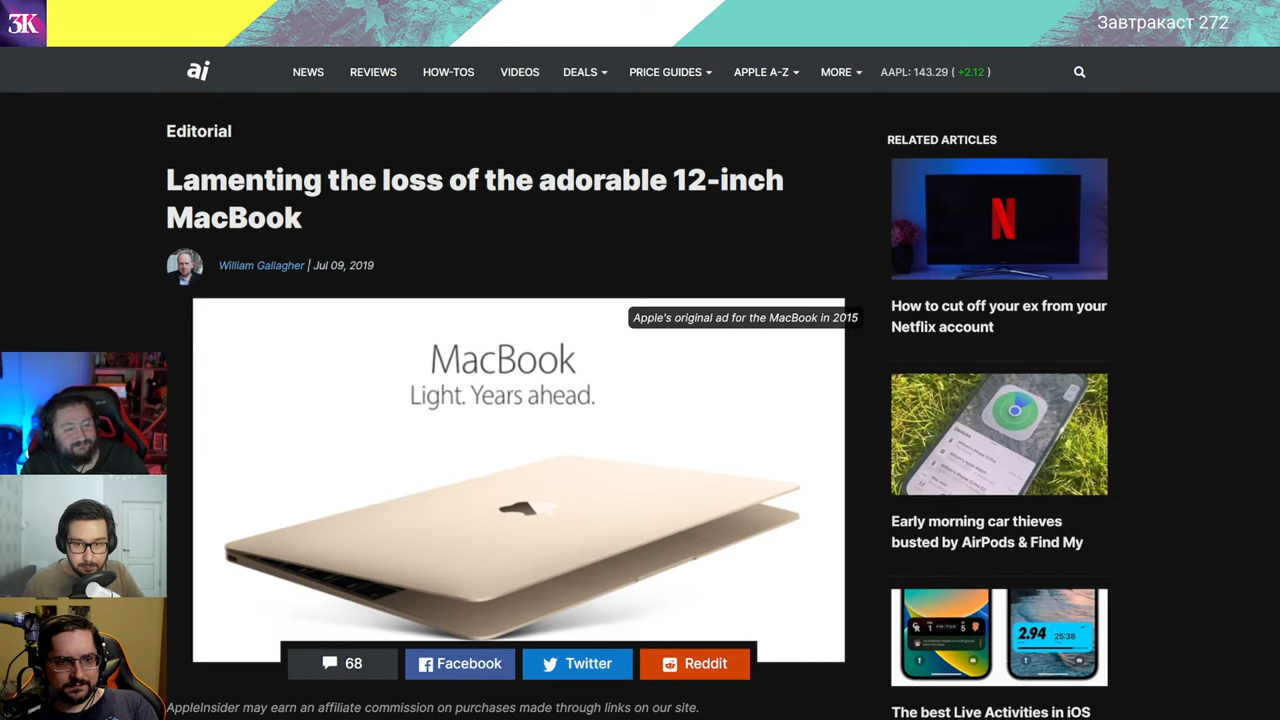 3K
Завтракаст 272
ai
NEWS
REVIEWS
HOW-TOS
VIDEOS
DEALS
PRICE GUIDES
APPLE A-Z
MORE
AAPL: 143.29 ( +2.12 )
Editorial
Lamenting the loss of the adorable 12-inch
MacBook
William Gallagher | Jul 09, 2019
Apple's original ad for the MacBook in 2015
MacBook
Light. Years ahead.
68
Facebook
Twitter
Reddit
AppleInsider may earn an affiliate commission on purchases made through links on our site.
RELATED ARTICLES
N
How to cut off your ex from your
Netflix account
Early morning car thieves
busted by AirPods & Find My
2.94
25:38
The best Live Activities in iOS